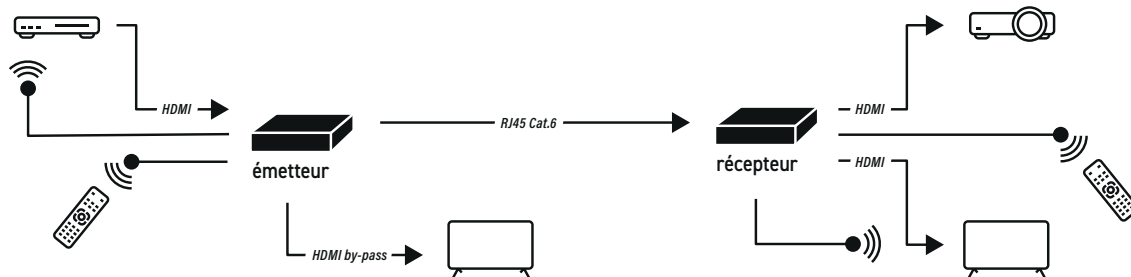 HDMI
émetteur
HDMI by-pass
RJ45 Cat.6
récepteur
HDMI
HDMI